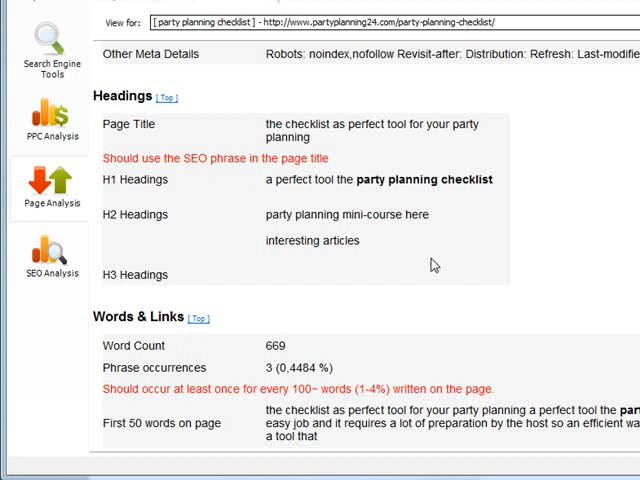 View for: [ party planning checklist ] - http://www.partyplanning24.com/party-planning-checklist/
Other Meta Details Robots: noindex,nofollow Revisit-after: Distribution: Refresh: Last-modifie
Search Engine
Tools
Headings [ Top ]
PPC Analysis
Page Title the checklist as perfect tool for your party
planning
Should use the SEO phrase in the page title
H1 Headings a perfect tool the party planning checklist
Page Analysis
H2 Headings party planning mini-course here
interesting articles
SEO Analysis
H3 Headings
Words & Links [ Top ]
Word Count 669
Phrase occurrences 3 (0,4484 %)
Should occur at least once for every 100~ words (1-4%) written on the page.
First 50 words on page the checklist as perfect tool for your party planning a perfect tool the par
easy job and it requires a lot of preparation by the host so an efficient wa
a tool that